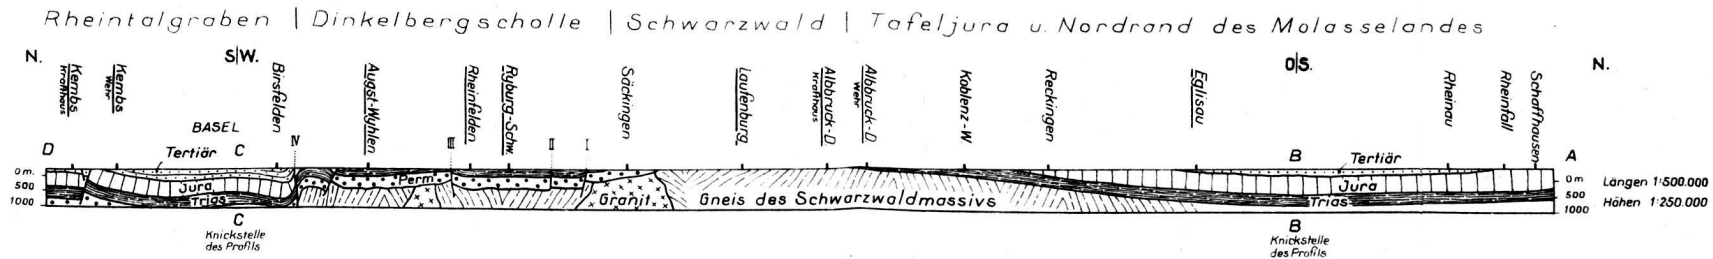 Rheintalgraben | Dinkelbergscholle | Schwarzwald | Tafeljura u. Nordrand des Molasselandes
N. S|W. O|S. N.
Kembs Krafthaus
Kembs Wehr
Birsfelden
Augst-Wyhlen
Rheinfelden
Ryburg-Schw.
Säckingen
Laufenburg
Albbruck-D Krafthaus
Albbruck-D Wehr
Koblenz-W
Reckingen
Eglisau
Rheinau
Rheinfall
Schaffhausen
BASEL
IV III II I
D Tertiär C B Tertiär A
0 m. Jura Perm Jura 0 m
500 Trias Granit Gneis des Schwarzwaldmassivs Trias 500
1000 1000
Längen 1:500.000
Höhen 1:250.000
C B
Knickstelle
des Profils
Knickstelle
des Profils